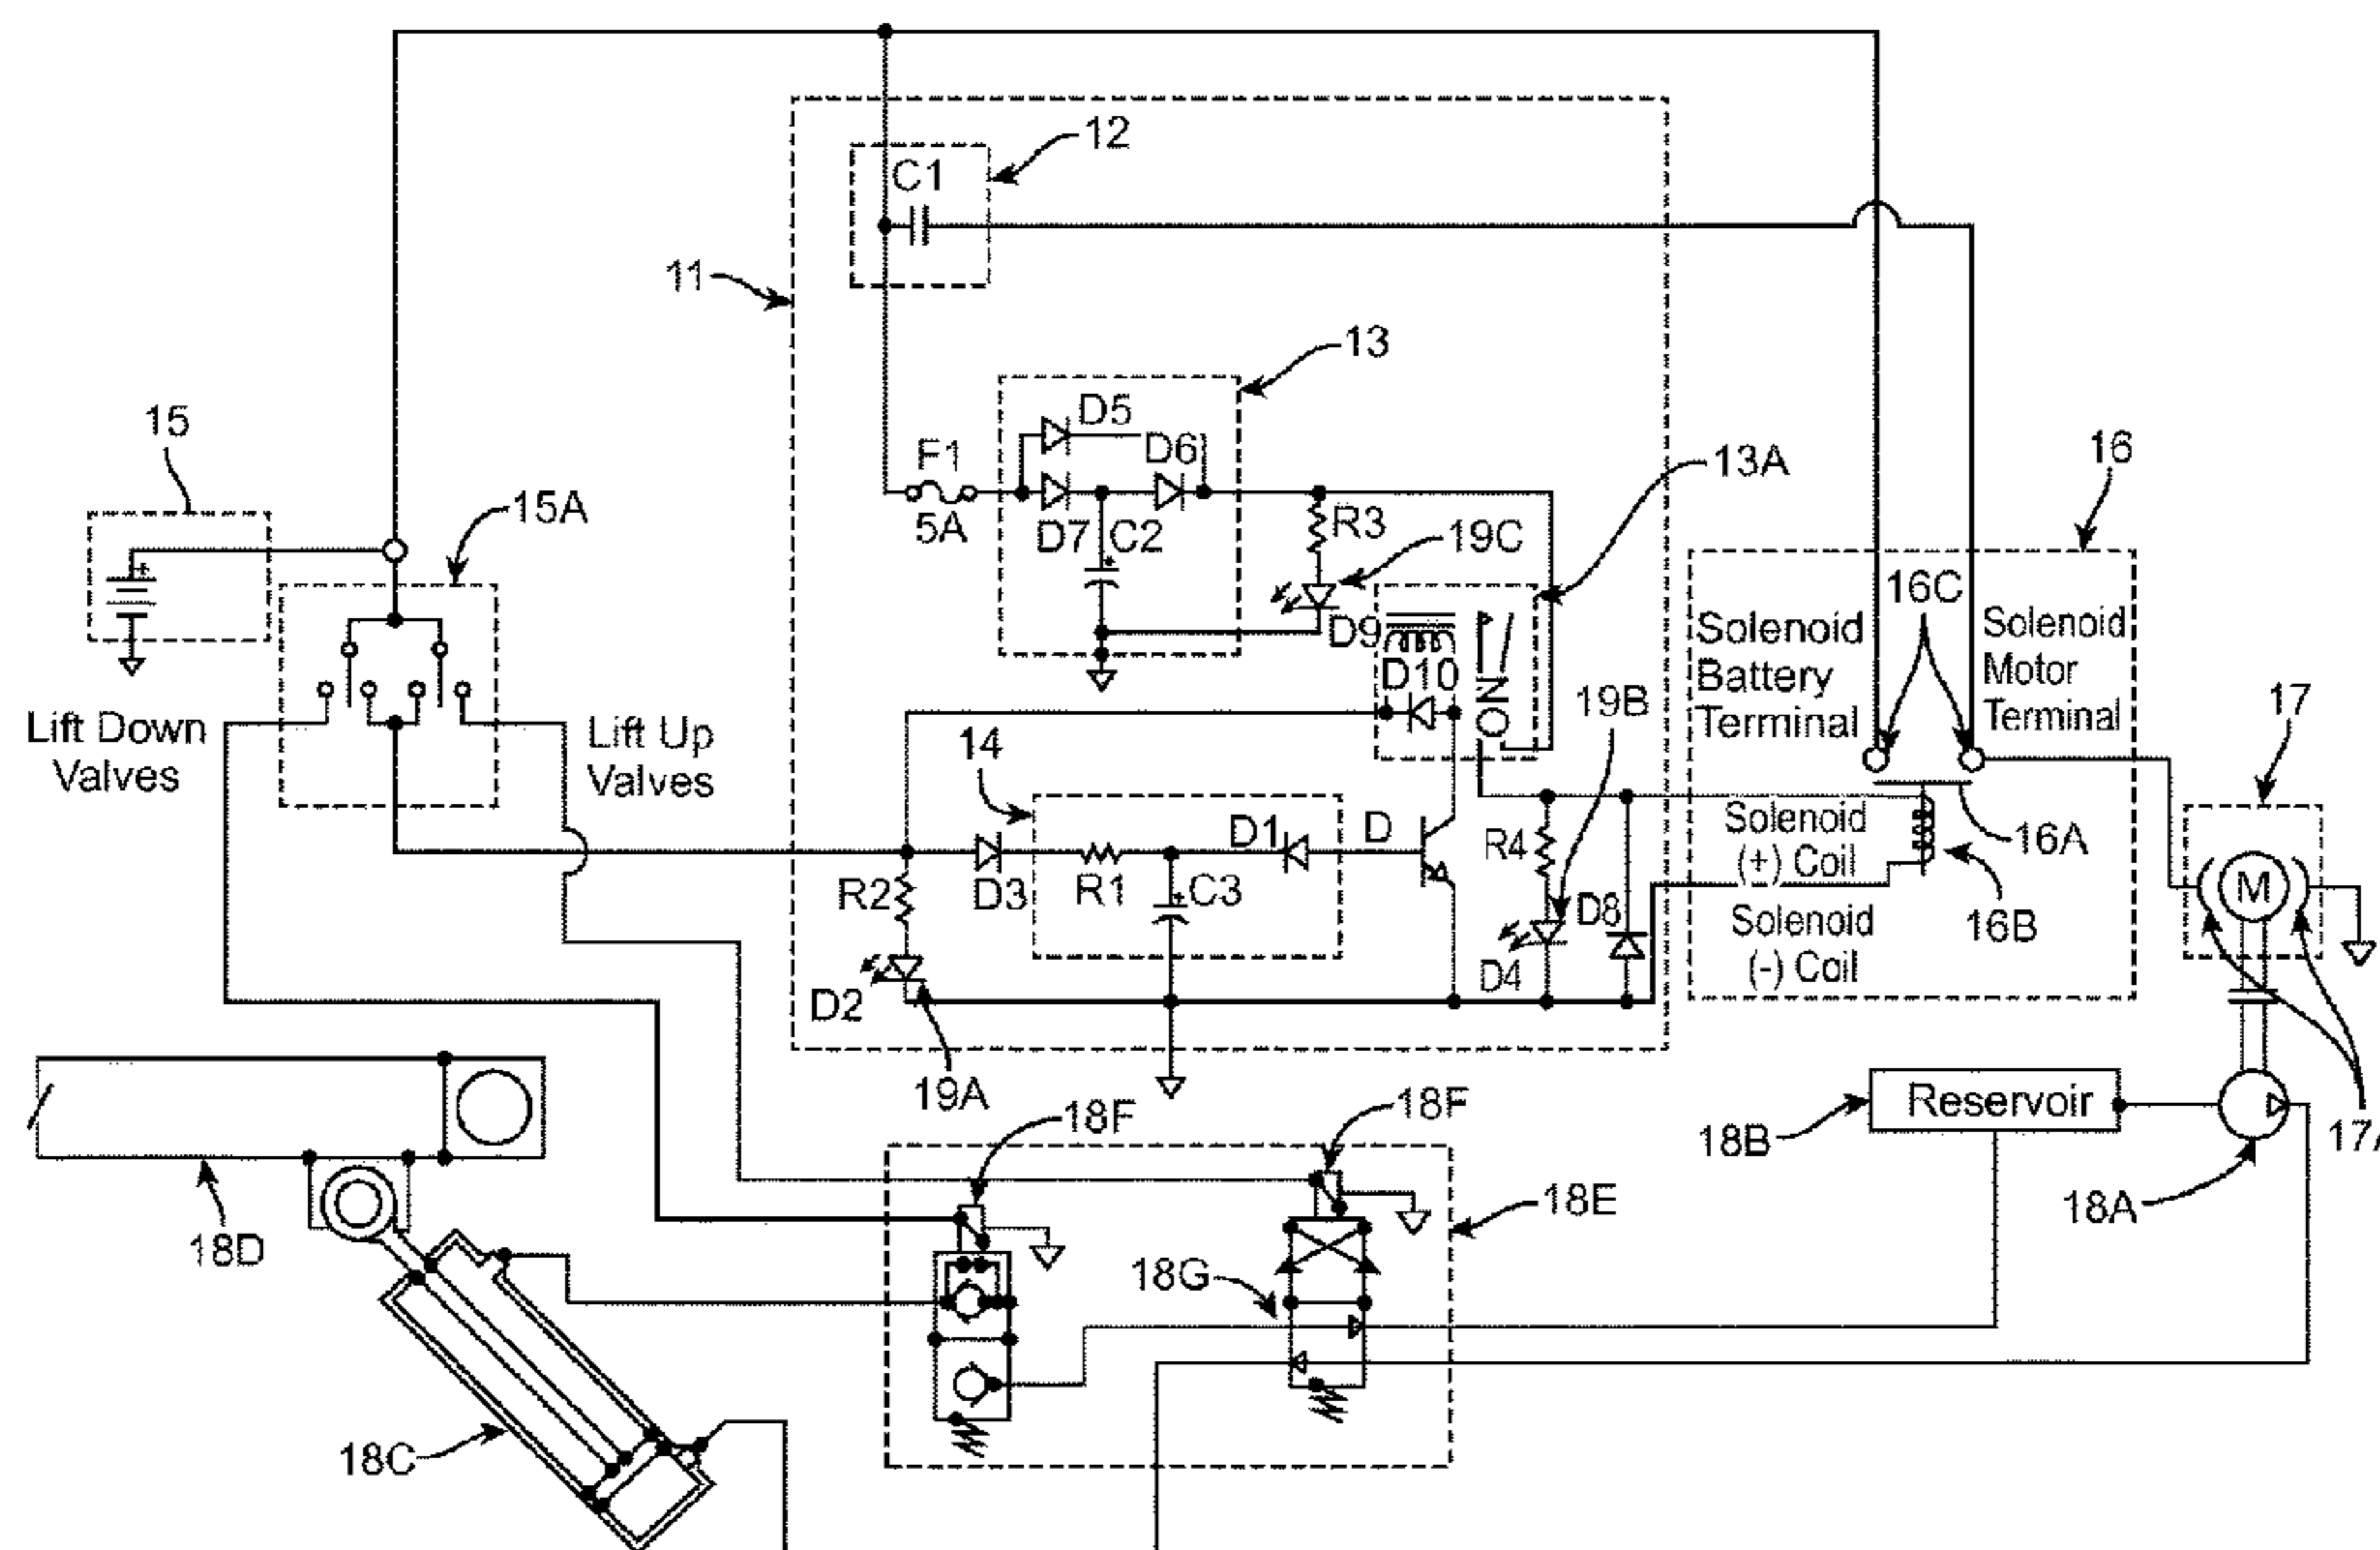 12
C1
11
13
D5
D6
F1
5A
D7
C2
R3
19C
13A
16
15
15A
D9
D10
NO
16C
Solenoid
Battery
Terminal
Solenoid
Motor
Terminal
19B
17
Lift Down
Valves
Lift Up
Valves
14
D1
D
R4
Solenoid
(+) Coil
16A
R2
D3
R1
C3
D8
Solenoid
(-) Coil
16B
M
D2
D4
19A
18F
18F
18B
Reservoir
18A
18E
18D
18G
18C